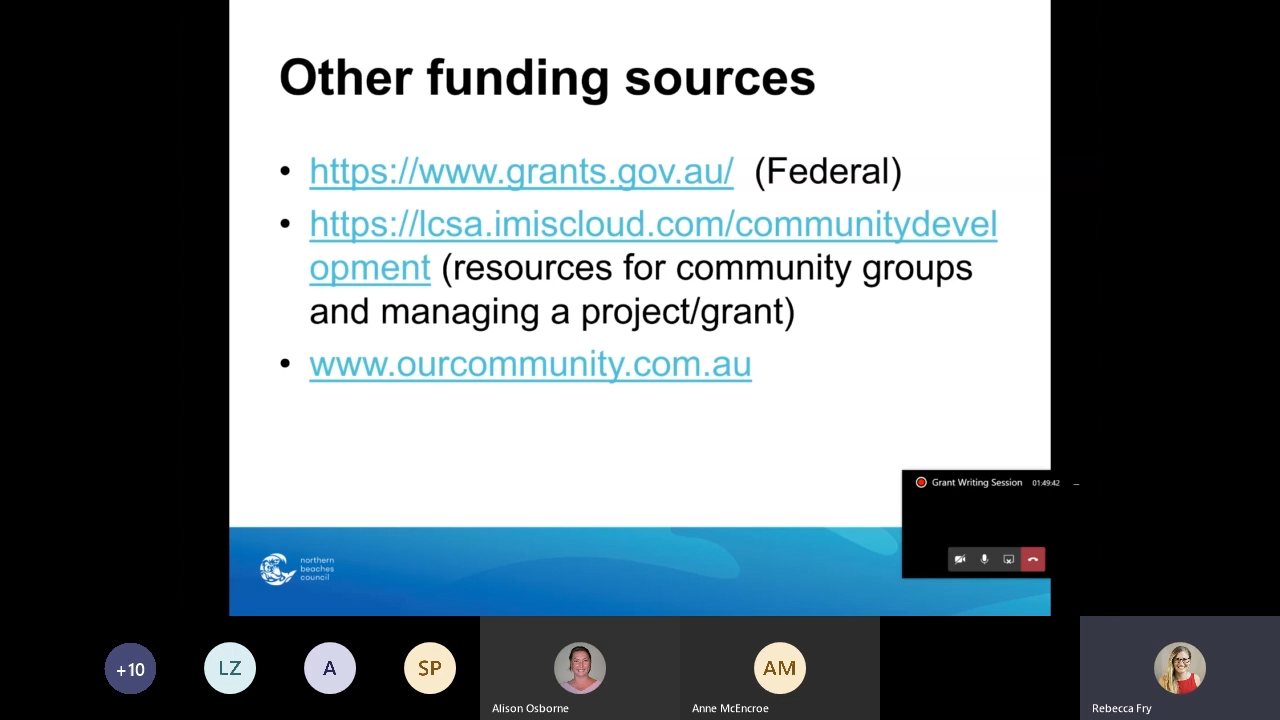 Other funding sources
• https://www.grants.gov.au/ (Federal)
• https://lcsa.imiscloud.com/communitydevel
opment (resources for community groups
and managing a project/grant)
• www.ourcommunity.com.au
Grant Writing Session 01:49:42
northern
beaches
council
+10
LZ
A
SP
AM
Alison Osborne
Anne McEncroe
Rebecca Fry